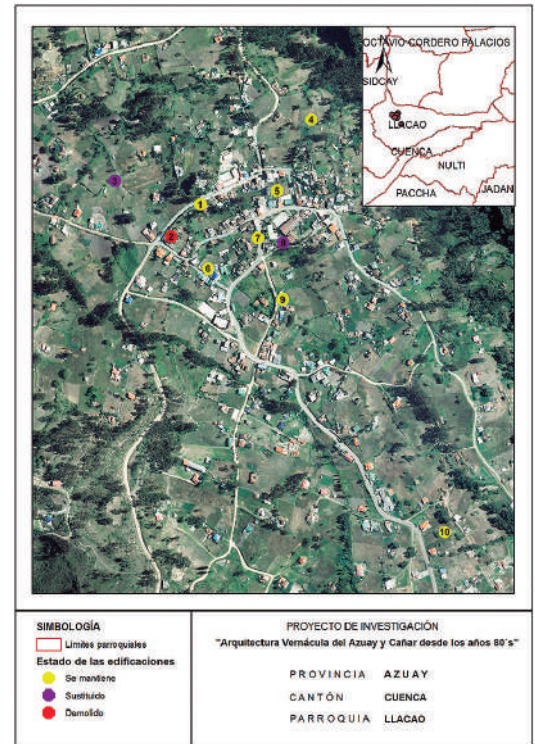 OCTAVIO CORDERO PALACIOS
SIDCAY
LLACAO
CUENCA
NULTI
PACCHA
JADAN
4
3
5
1
2
7
8
6
9
10
SIMBOLOGÍA
Límites parroquiales
Estado de las edificaciones
Se mantiene
Sustituido
Demolido
PROYECTO DE INVESTIGACIÓN
"Arquitectura Vernácula del Azuay y Cañar desde los años 80´s"
PROVINCIA AZUAY
CANTÓN CUENCA
PARROQUIA LLACAO